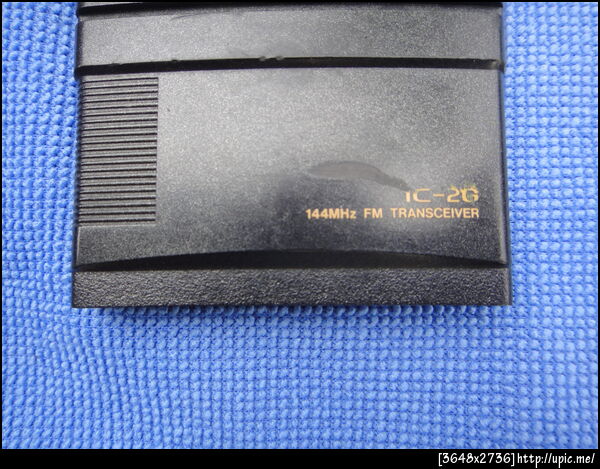 IC-2G
144MHz FM TRANSCEIVER
[3648x2736]http://upic.me/